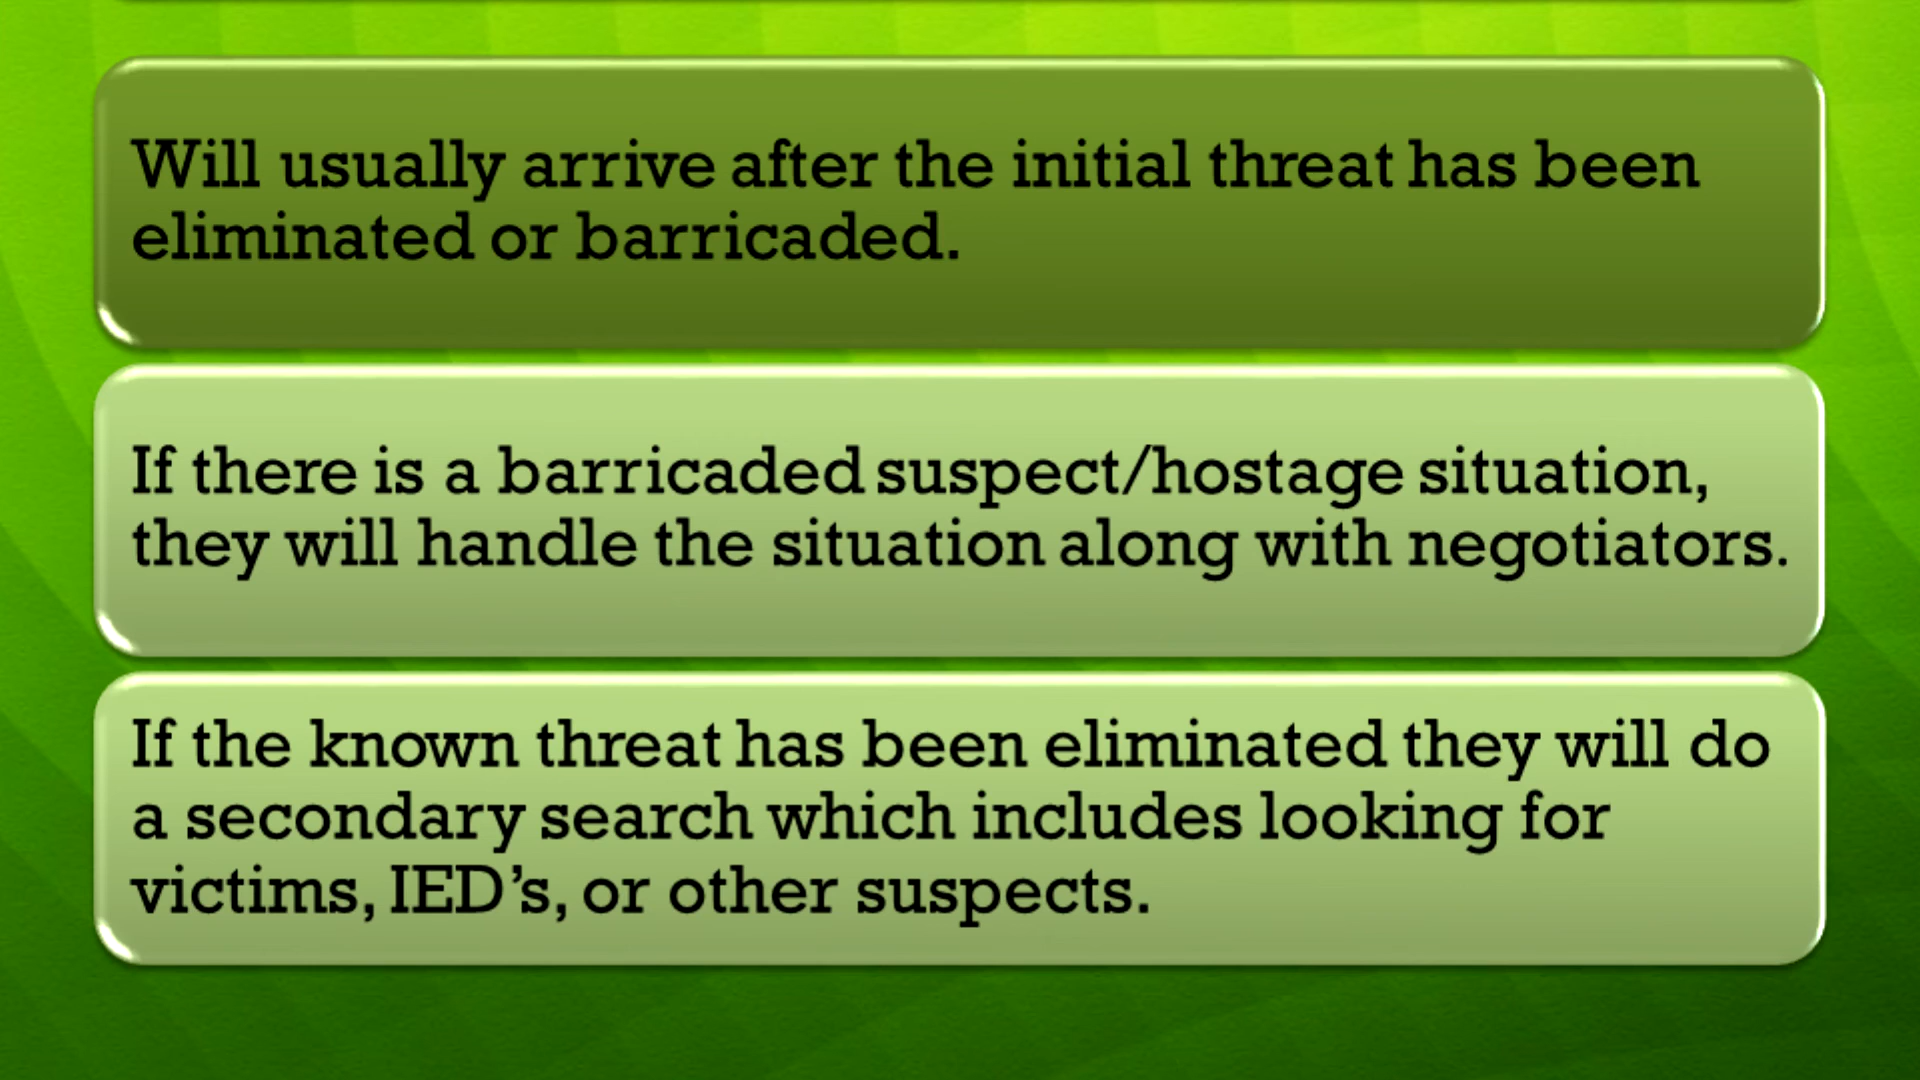 Will usually arrive after the initial threat has been
eliminated or barricaded.
If there is a barricaded suspect/hostage situation,
they will handle the situation along with negotiators.
If the known threat has been eliminated they will do
a secondary search which includes looking for
victims, IED’s, or other suspects.